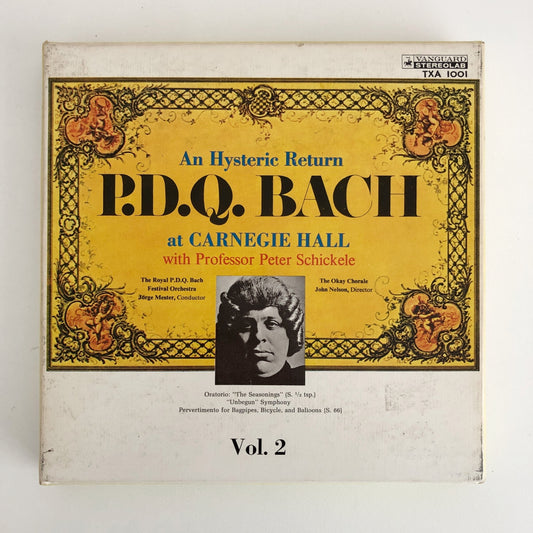 VANGUARD
STEREOLAB
TXA 1001
An Hysteric Return
P.D.Q. BACH
at CARNEGIE HALL
with Professor Peter Schickele
The Royal P.D.Q. Bach
Festival Orchestra
Jörge Mester, Conductor
The Okay Chorale
John Nelson, Director
Oratorio: "The Seasonings" (S. 1/2 tsp.)
"Unbegun" Symphony
Pervertimento for Bagpipes, Bicycle, and Balloons [S. 66]
Vol. 2